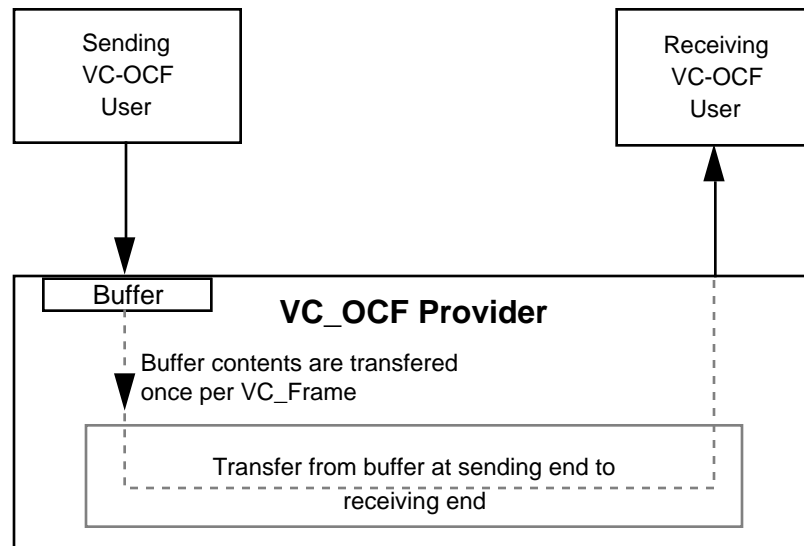 Sending
VC-OCF
User
Receiving
VC-OCF
User
Buffer
VC_OCF Provider
Buffer contents are transfered
once per VC_Frame
Transfer from buffer at sending end to
receiving end